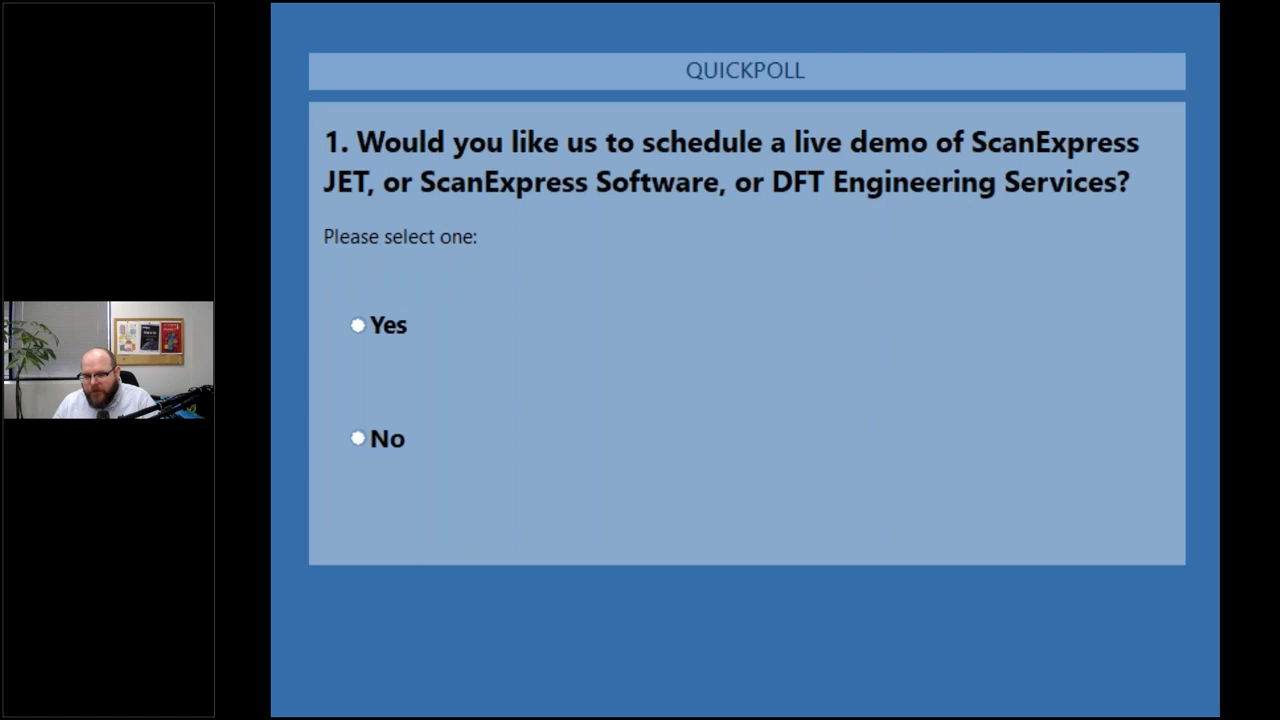 QUICKPOLL
1. Would you like us to schedule a live demo of ScanExpress
JET, or ScanExpress Software, or DFT Engineering Services?
Please select one:
Yes
No